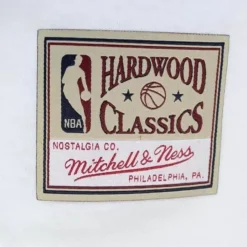 HARDWOOD
NBA
CLASSICS
NOSTALGIA CO.
Mitchell & Ness
PHILADELPHIA, PA.